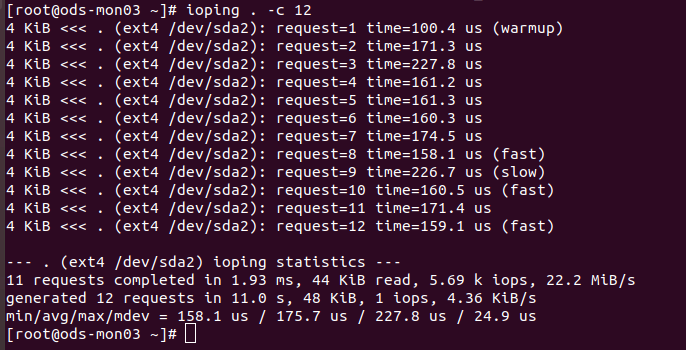 [root@ods-mon03 ~]# ioping . -c 12
4 KiB <<< . (ext4 /dev/sda2): request=1 time=100.4 us (warmup)
4 KiB <<< . (ext4 /dev/sda2): request=2 time=171.3 us
4 KiB <<< . (ext4 /dev/sda2): request=3 time=227.8 us
4 KiB <<< . (ext4 /dev/sda2): request=4 time=161.2 us
4 KiB <<< . (ext4 /dev/sda2): request=5 time=161.3 us
4 KiB <<< . (ext4 /dev/sda2): request=6 time=160.3 us
4 KiB <<< . (ext4 /dev/sda2): request=7 time=174.5 us
4 KiB <<< . (ext4 /dev/sda2): request=8 time=158.1 us (fast)
4 KiB <<< . (ext4 /dev/sda2): request=9 time=226.7 us (slow)
4 KiB <<< . (ext4 /dev/sda2): request=10 time=160.5 us (fast)
4 KiB <<< . (ext4 /dev/sda2): request=11 time=171.4 us
4 KiB <<< . (ext4 /dev/sda2): request=12 time=159.1 us (fast)

--- . (ext4 /dev/sda2) ioping statistics ---
11 requests completed in 1.93 ms, 44 KiB read, 5.69 k iops, 22.2 MiB/s
generated 12 requests in 11.0 s, 48 KiB, 1 iops, 4.36 KiB/s
min/avg/max/mdev = 158.1 us / 175.7 us / 227.8 us / 24.9 us
[root@ods-mon03 ~]#